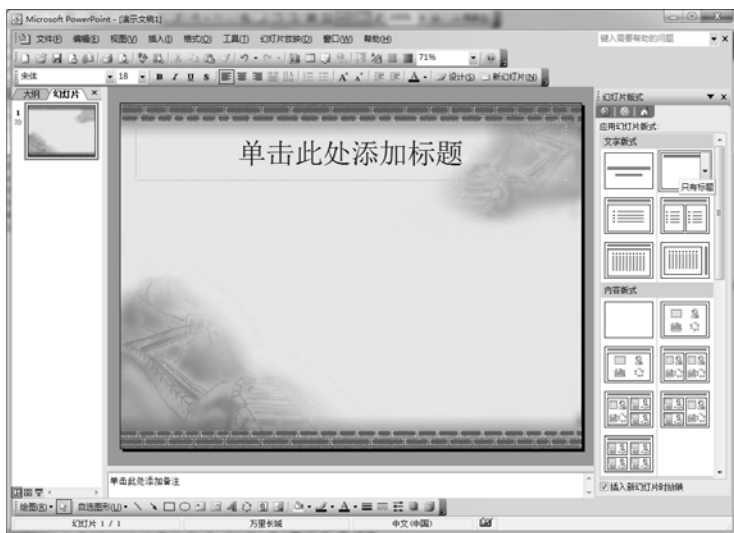 Microsoft PowerPoint - [演示文稿1]
文件(F) 编辑(E) 视图(V) 插入(I) 格式(O) 工具(T) 幻灯片放映(D) 窗口(W) 帮助(H)
键入需要帮助的问题
71%
宋体 18 B I U S A A A 设计(S) 新幻灯片(N)
大纲 幻灯片
幻灯片版式
1
应用幻灯片版式:
文字版式
单击此处添加标题
只有标题
内容版式
单击此处添加备注
插入新幻灯片时放映
绘图(R) 自选图形(U) A
幻灯片 1 / 1 万里长城 中文(中国)